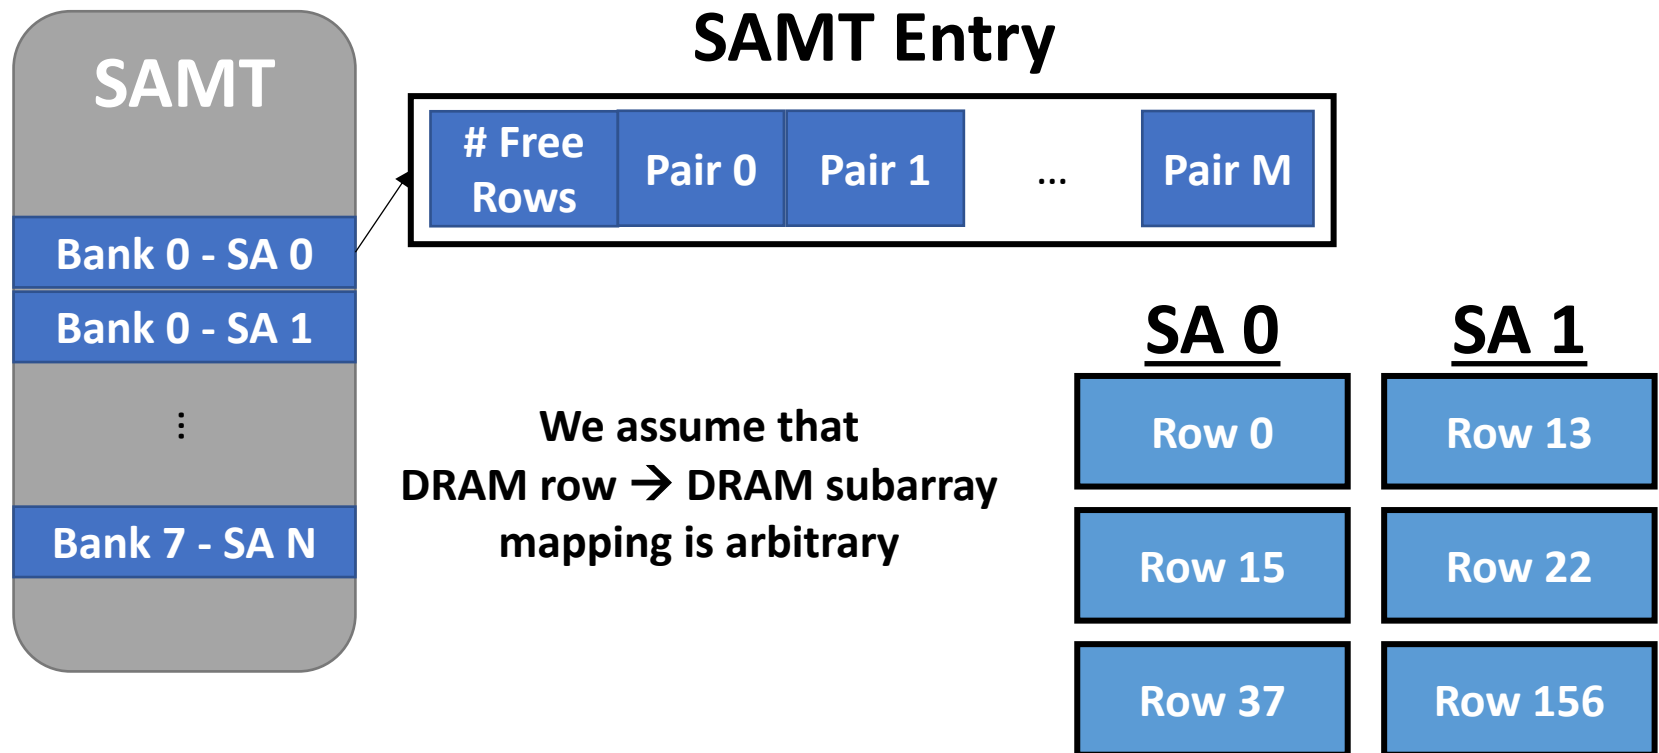 SAMT
Bank 0 - SA 0
Bank 0 - SA 1
...
Bank 7 - SA N
SAMT Entry
# Free
Rows
Pair 0
Pair 1
...
Pair M
We assume that
DRAM row → DRAM subarray
mapping is arbitrary
SA 0
Row 0
Row 15
Row 37
SA 1
Row 13
Row 22
Row 156